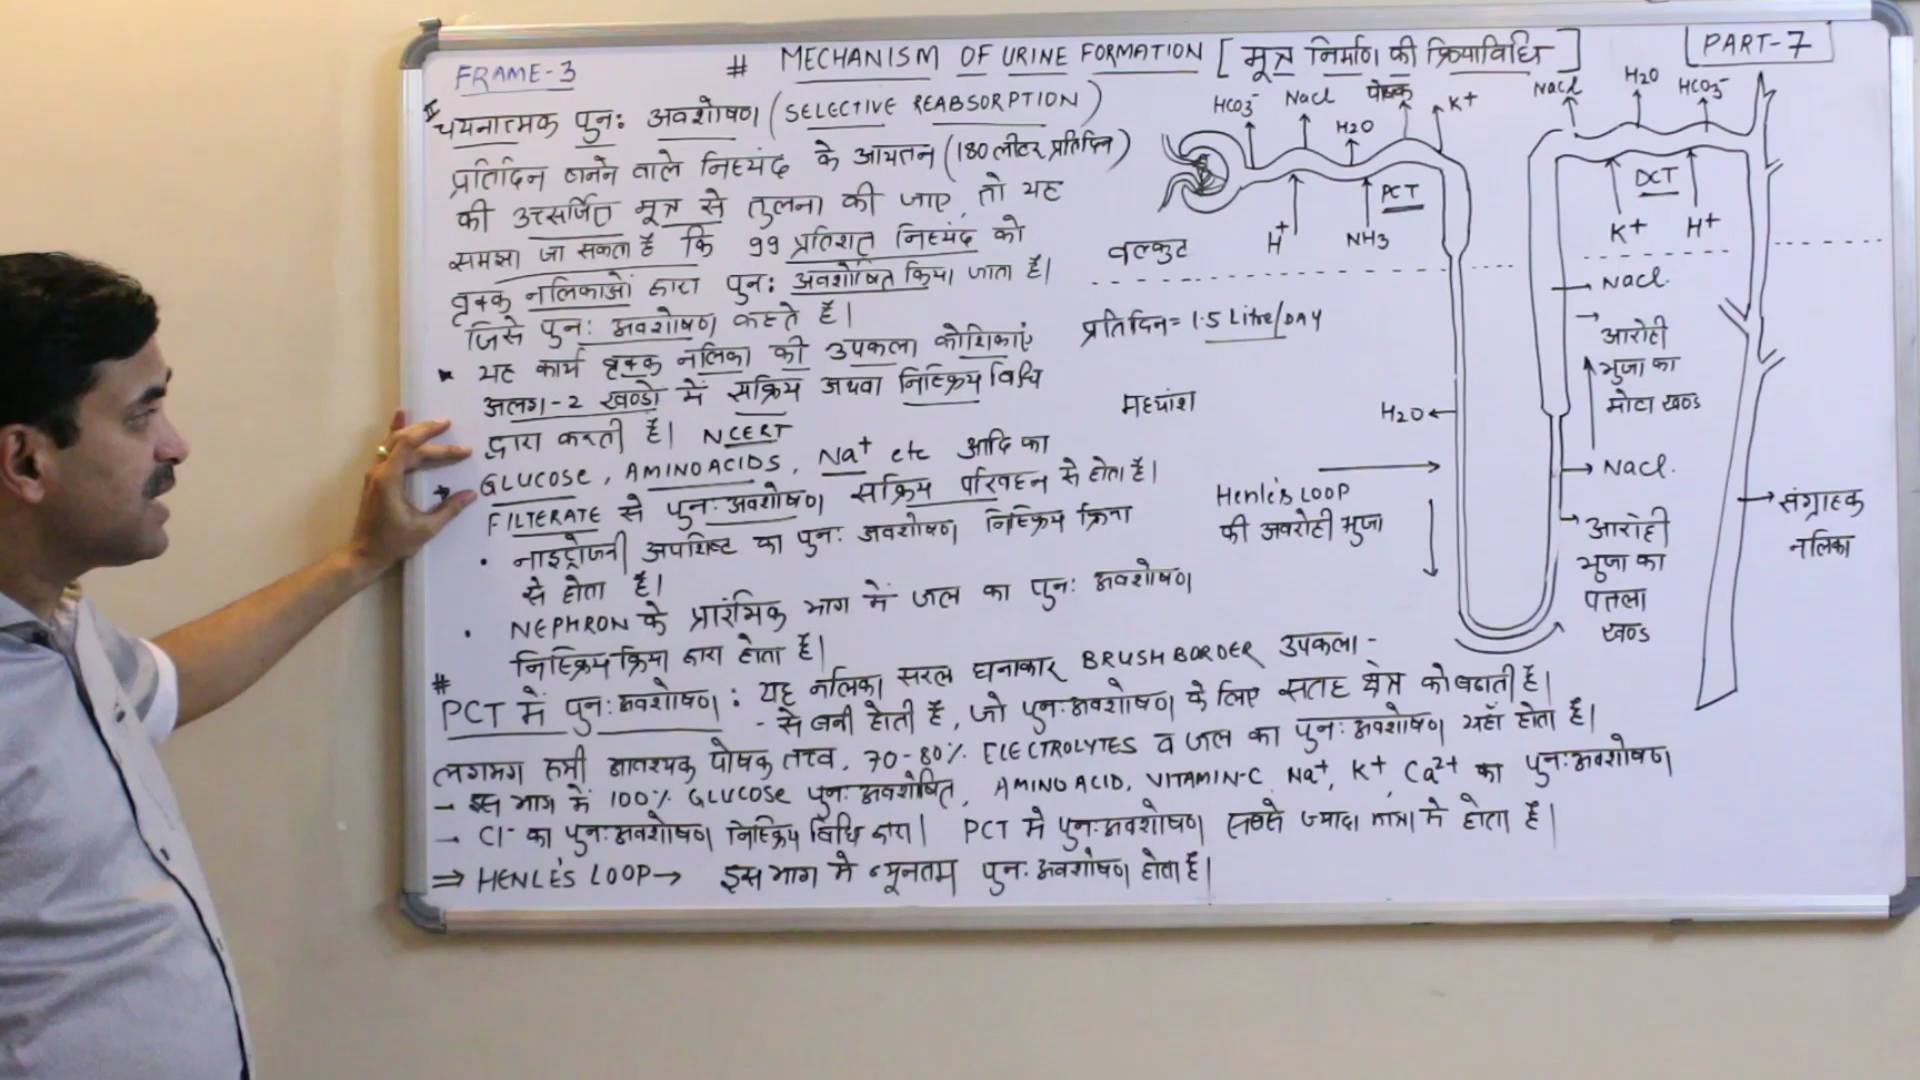 FRAME-3
# MECHANISM OF URINE FORMATION [मूत्र निर्माण की क्रियाविधि]
PART-7
II चयनात्मक पुनः अवशोषण (SELECTIVE REABSORPTION)
प्रतिदिन बनने वाले निस्यंद के आयतन (180 लीटर प्रतिदिन)
की उत्सर्जित मूत्र से तुलना की जाए, तो यह
समझा जा सकता है कि 99 प्रतिशत निस्यंद को
वृक्क नलिकाओं द्वारा पुनः अवशोषित किया जाता है।
जिसे पुनः अवशोषण कहते हैं।
* यह कार्य वृक्क नलिका की उपकला कोशिकाएं
अलग-2 खण्डो में सक्रिय अथवा निष्क्रिय विधि
द्वारा करती हैं। NCERT
→ GLUCOSE, AMINO ACIDS, Na+ etc आदि का
FILTERATE से पुनः अवशोषण सक्रिय परिवहन से होता है।
• नाइट्रोजनी अपशिष्ट का पुनः अवशोषण निष्क्रिय क्रिया
से होता है।
• NEPHRON के प्रारंभिक भाग में जल का पुनः अवशोषण
निष्क्रिय क्रिया द्वारा होता है।
# PCT में पुनः अवशोषण : यह नलिका सरल घनाकार BRUSH BORDER उपकला -
- से बनी होती है, जो पुनः अवशोषण के लिए सतह क्षेत्र को बढाती है।
लगभग सभी आवश्यक पोषक तत्व, 70-80% ELECTROLYTES व जल का पुनः अवशोषण यहाँ होता है।
- इस भाग में 100% GLUCOSE पुनः अवशोषित, AMINO ACID, VITAMIN-C Na+, K+, Ca2+ का पुनः अवशोषण
- Cl- का पुनः अवशोषण निष्क्रिय विधि द्वारा। PCT मे पुनः अवशोषण सबसे ज्यादा मात्रा मे होता है।
⇒ HENLE'S LOOP → इस भाग मे न्यूनतम पुनः अवशोषण होता है।
HCO3-
NaCl
H2O
पोषक
K+
PCT
H+
NH3
NaCl
H2O
HCO3-
DCT
K+
H+
वल्कुट
प्रतिदिन = 1.5 Litre/DAY
मध्यांश
H2O ←
Henle's LOOP
की अवरोही भुजा
→ NaCl
→ आरोही
भुजा का
मोटा खण्ड
→ NaCl
→ आरोही
भुजा का
पतला
खण्ड
→ संग्राहक
नलिका